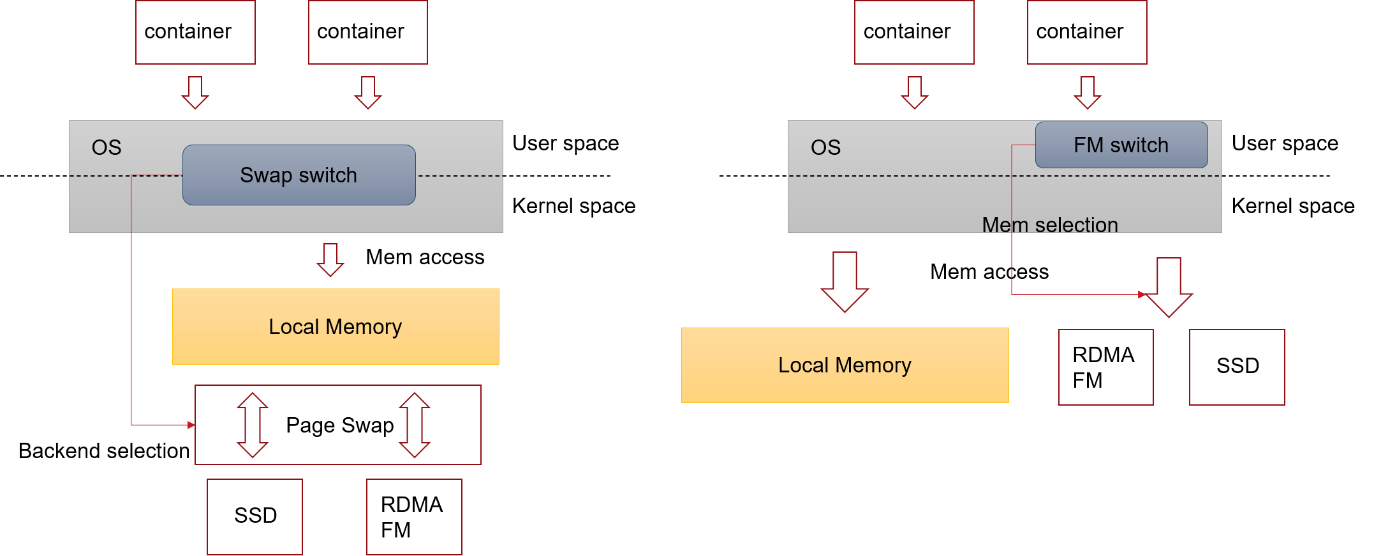 container
container
OS
User space
Swap switch
Kernel space
Mem access
Local Memory
Page Swap
Backend selection
SSD
RDMA
FM
container
container
OS
FM switch
User space
Kernel space
Mem selection
Mem access
Local Memory
RDMA
FM
SSD